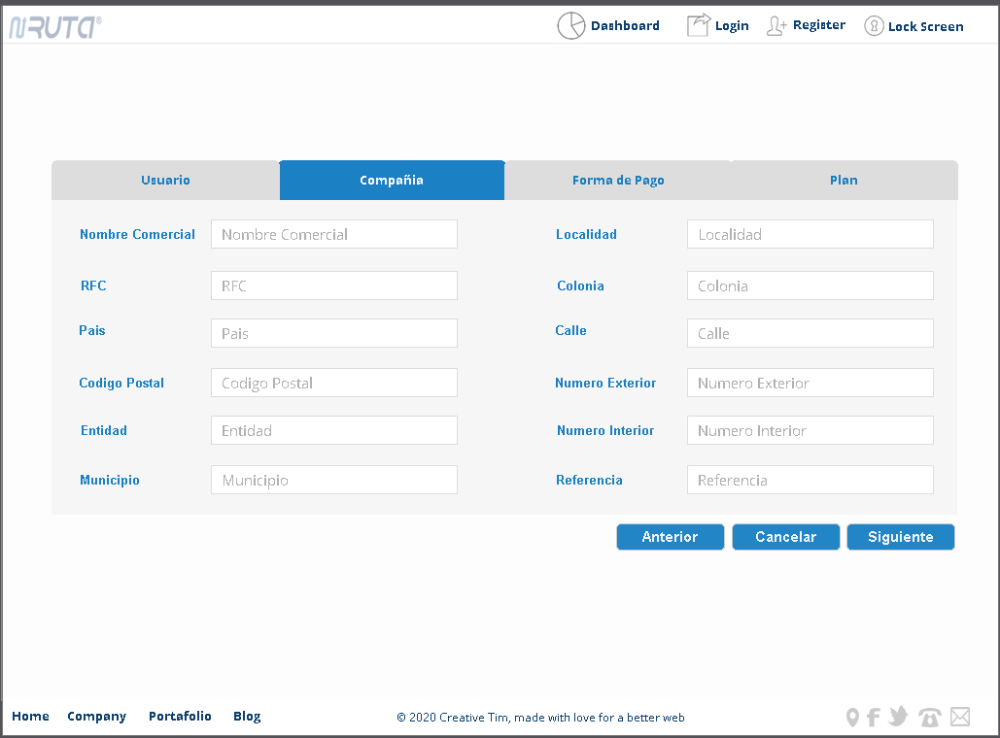 nRUTA®
Dashboard Login Register Lock Screen
Usuario Compañia Forma de Pago Plan
Nombre Comercial Nombre Comercial Localidad Localidad
RFC RFC Colonia Colonia
Pais Pais Calle Calle
Codigo Postal Codigo Postal Numero Exterior Numero Exterior
Entidad Entidad Numero Interior Numero Interior
Municipio Municipio Referencia Referencia
Anterior Cancelar Siguiente
Home Company Portafolio Blog © 2020 Creative Tim, made with love for a better web